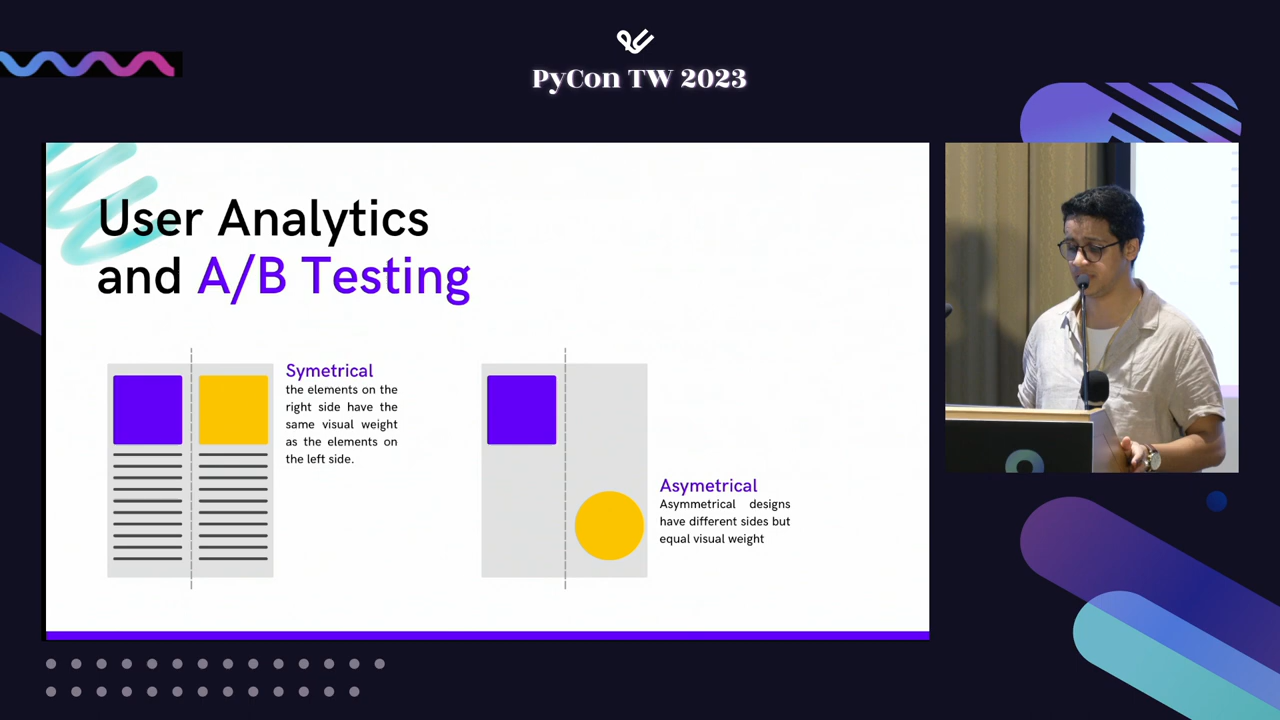 PyCon TW 2023
User Analytics
and A/B Testing
Symetrical
the elements on the
right side have the
same visual weight
as the elements on
the left side.
Asymetrical
Asymmetrical designs
have different sides but
equal visual weight